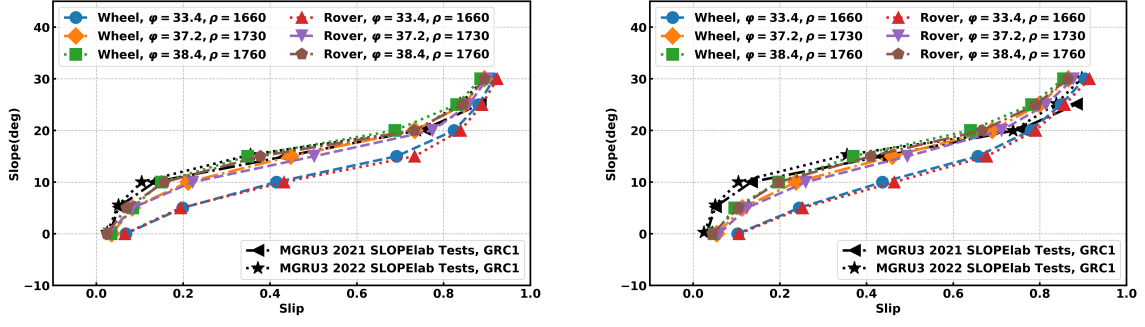 Wheel, φ = 33.4, ρ = 1660
Wheel, φ = 37.2, ρ = 1730
Wheel, φ = 38.4, ρ = 1760
Rover, φ = 33.4, ρ = 1660
Rover, φ = 37.2, ρ = 1730
Rover, φ = 38.4, ρ = 1760
40
30
20
10
0
−10
Slope(deg)
MGRU3 2021 SLOPElab Tests, GRC1
MGRU3 2022 SLOPElab Tests, GRC1
0.0 0.2 0.4 0.6 0.8 1.0
Slip
Wheel, φ = 33.4, ρ = 1660
Wheel, φ = 37.2, ρ = 1730
Wheel, φ = 38.4, ρ = 1760
Rover, φ = 33.4, ρ = 1660
Rover, φ = 37.2, ρ = 1730
Rover, φ = 38.4, ρ = 1760
40
30
20
10
0
−10
Slope(deg)
MGRU3 2021 SLOPElab Tests, GRC1
MGRU3 2022 SLOPElab Tests, GRC1
0.0 0.2 0.4 0.6 0.8 1.0
Slip